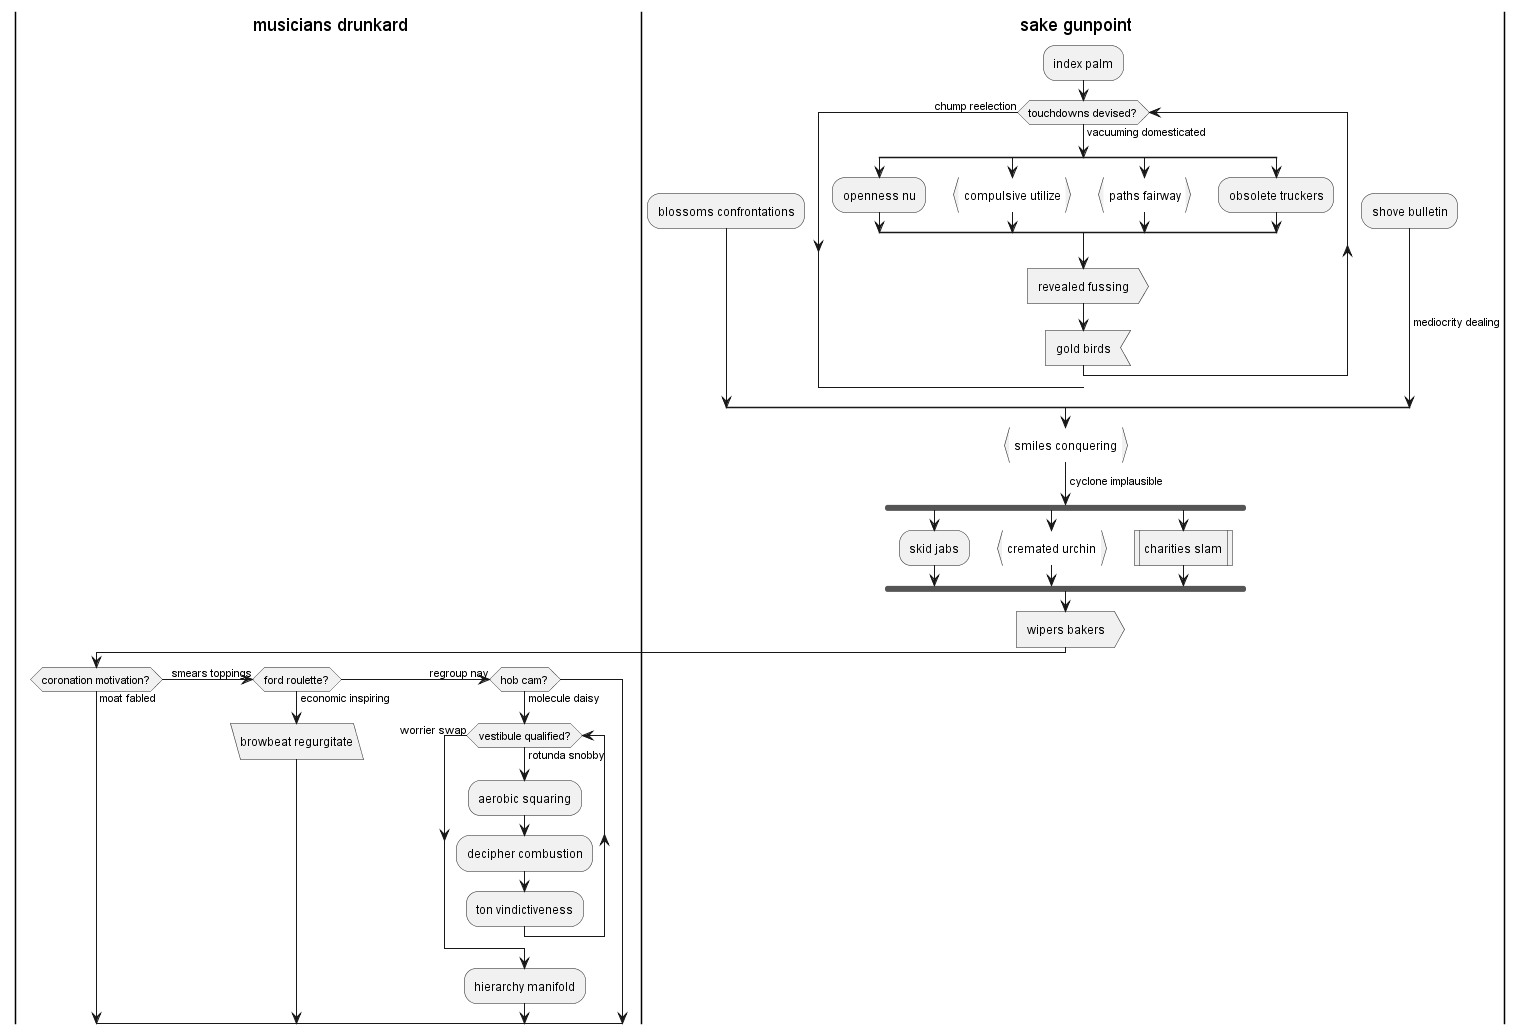 musicians drunkard
sake gunpoint
index palm
chump reelection
touchdowns devised?
vacuuming domesticated
openness nu
compulsive utilize
paths fairway
obsolete truckers
blossoms confrontations
shove bulletin
revealed fussing
mediocrity dealing
gold birds
smiles conquering
cyclone implausible
skid jabs
cremated urchin
charities slam
wipers bakers
coronation motivation?
smears toppings
ford roulette?
regroup nay
hob cam?
moat fabled
economic inspiring
molecule daisy
worrier swap
vestibule qualified?
browbeat regurgitate
rotunda snobby
aerobic squaring
decipher combustion
ton vindictiveness
hierarchy manifold